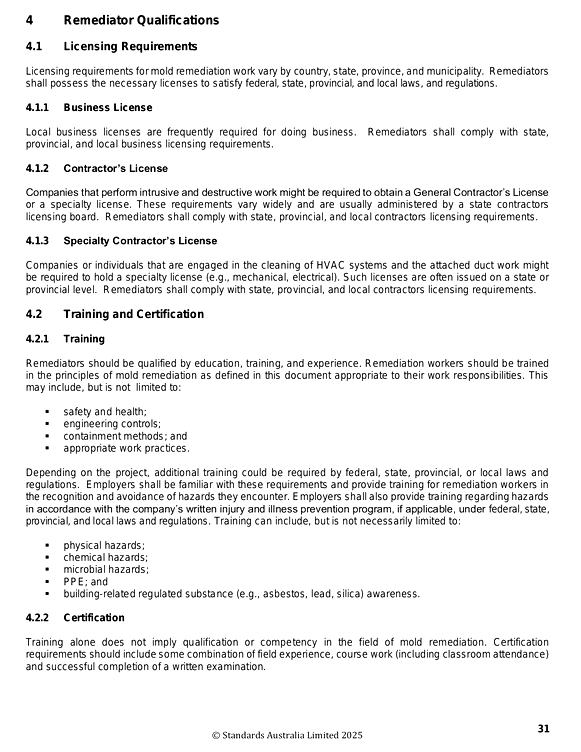 4 Remediator Qualifications
4.1 Licensing Requirements
Licensing requirements for mold remediation work vary by country, state, province, and municipality. Remediators
shall possess the necessary licenses to satisfy federal, state, provincial, and local laws, and regulations.
4.1.1 Business License
Local business licenses are frequently required for doing business. Remediators shall comply with state,
provincial, and local business licensing requirements.
4.1.2 Contractor's License
Companies that perform intrusive and destructive work might be required to obtain a General Contractor's License
or a specialty license. These requirements vary widely and are usually administered by a state contractors
licensing board. Remediators shall comply with state, provincial, and local contractors licensing requirements.
4.1.3 Specialty Contractor's License
Companies or individuals that are engaged in the cleaning of HVAC systems and the attached duct work might
be required to hold a specialty license (e.g., mechanical, electrical). Such licenses are often issued on a state or
provincial level. Remediators shall comply with state, provincial, and local contractors licensing requirements.
4.2 Training and Certification
4.2.1 Training
Remediators should be qualified by education, training, and experience. Remediation workers should be trained
in the principles of mold remediation as defined in this document appropriate to their work responsibilities. This
may include, but is not limited to:
▪ safety and health;
▪ engineering controls;
▪ containment methods; and
▪ appropriate work practices.
Depending on the project, additional training could be required by federal, state, provincial, or local laws and
regulations. Employers shall be familiar with these requirements and provide training for remediation workers in
the recognition and avoidance of hazards they encounter. Employers shall also provide training regarding hazards
in accordance with the company's written injury and illness prevention program, if applicable, under federal, state,
provincial, and local laws and regulations. Training can include, but is not necessarily limited to:
▪ physical hazards;
▪ chemical hazards;
▪ microbial hazards;
▪ PPE; and
▪ building-related regulated substance (e.g., asbestos, lead, silica) awareness.
4.2.2 Certification
Training alone does not imply qualification or competency in the field of mold remediation. Certification
requirements should include some combination of field experience, course work (including classroom attendance)
and successful completion of a written examination.
31
© Standards Australia Limited 2025